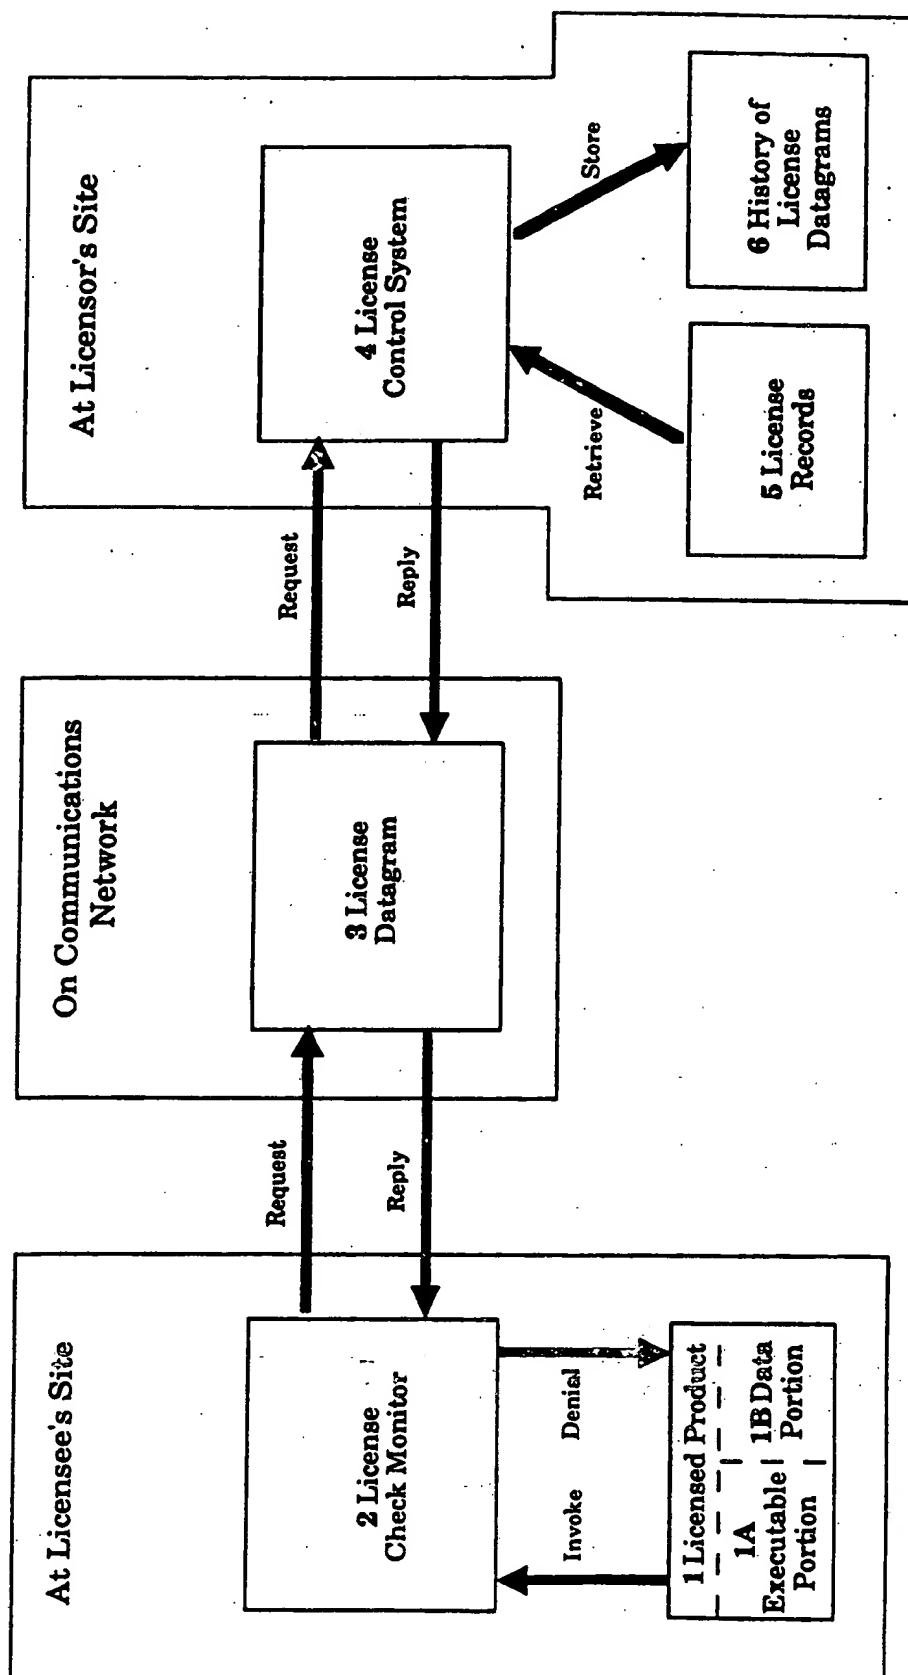 At Licensee's Site
2 License
Check Monitor
Invoke
Denial
1 Licensed Product
1A
Executable
Portion
1B Data
Portion
Request
Reply
On Communications
Network
3 License
Datagram
Request
Reply
At Licensor's Site
4 License
Control System
Retrieve
Store
5 License
Records
6 History of
License
Datagrams